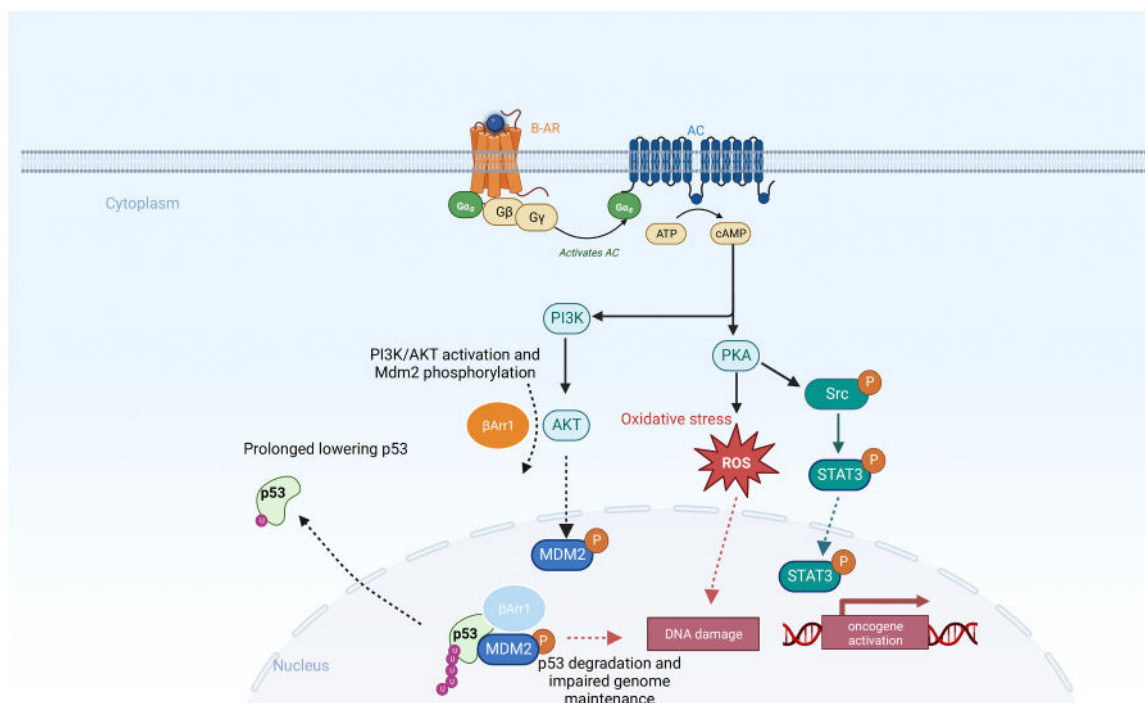 B-AR
AC
Cytoplasm
Gαs
Gβ
Gγ
Gαs
ATP
cAMP
Activates AC
PI3K
PKA
PI3K/AKT activation and
Mdm2 phosphorylation
Src
P
βArr1
AKT
Oxidative stress
ROS
STAT3
P
Prolonged lowering p53
p53
U
MDM2
P
STAT3
P
βArr1
p53
MDM2
P
U
U
U
U
DNA damage
oncogene
activation
Nucleus
p53 degradation and
impaired genome
maintenance